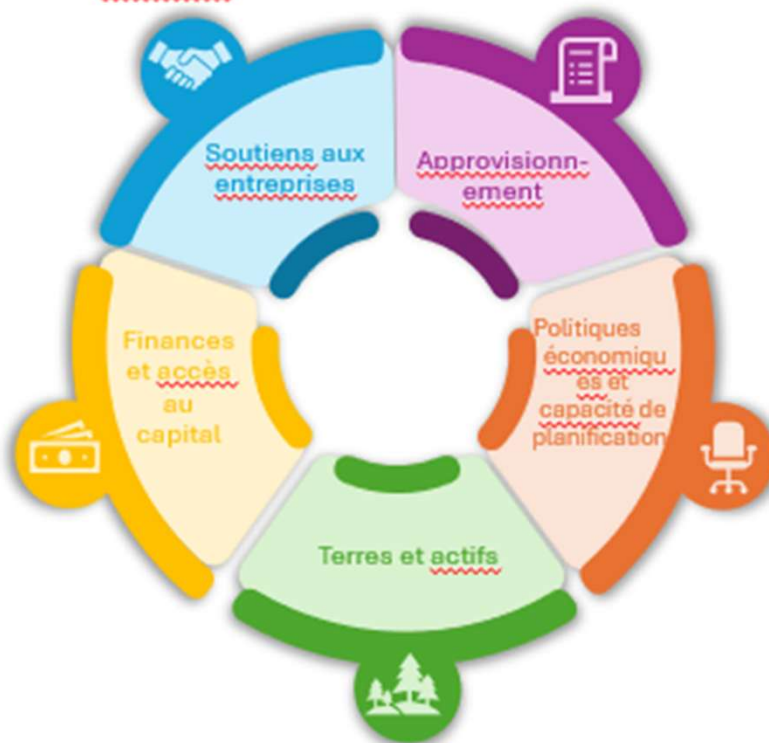 Soutiens aux
entreprises
Approvisionn-
ement
Finances
et accès
au
capital
Politiques
économiqu
es et
capacité de
planification
Terres et actifs